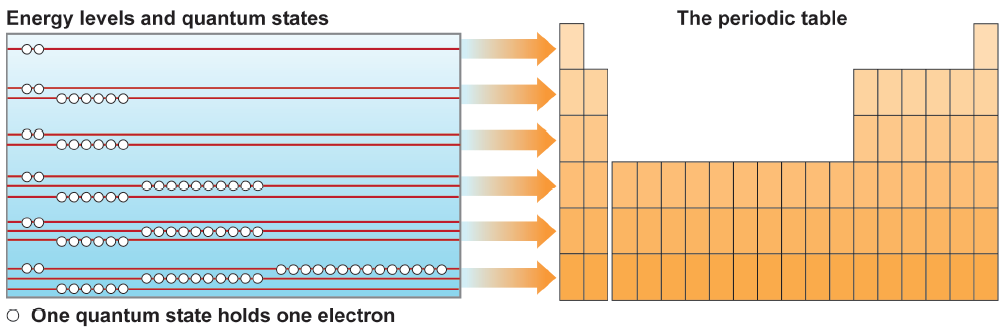 Energy levels and quantum states
The periodic table
One quantum state holds one electron